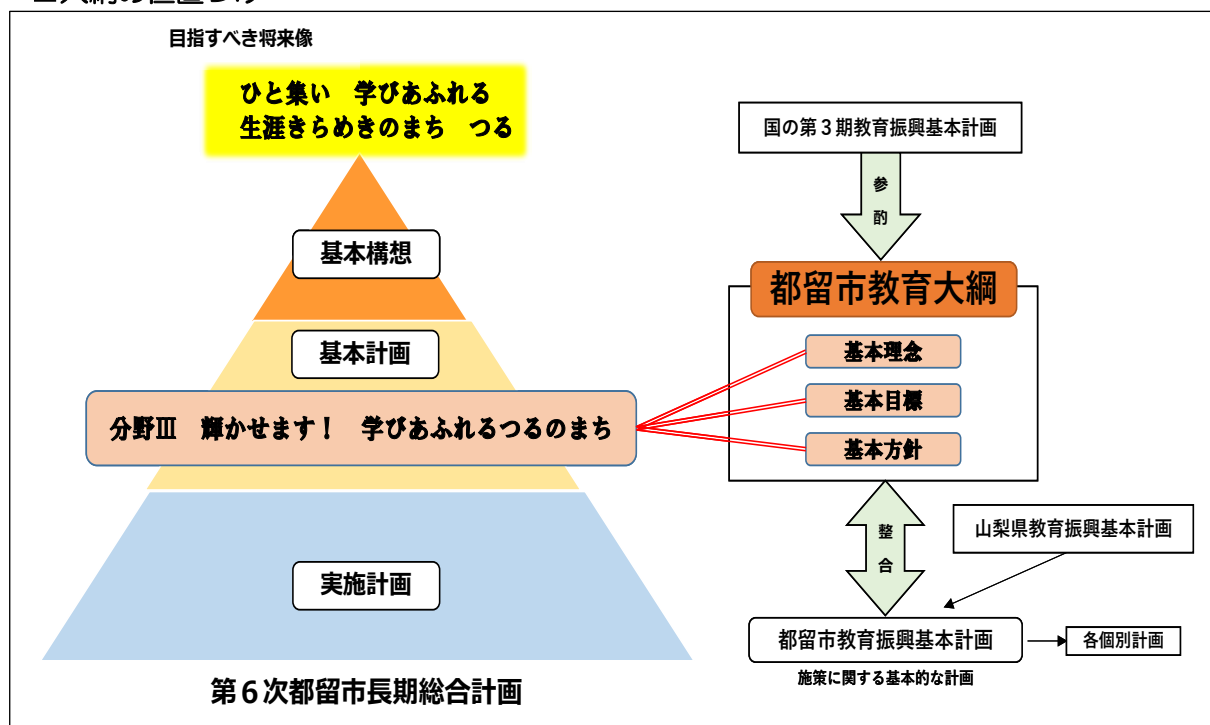 目指すべき将来像
ひと集い　学びあふれる
生涯きらめきのまち　つる
基本構想
基本計画
分野Ⅲ　輝かせます！　学びあふれるつるのまち
実施計画
第６次都留市長期総合計画
国の第３期教育振興基本計画
参酌
都留市教育大綱
基本理念
基本目標
基本方針
整合
山梨県教育振興基本計画
都留市教育振興基本計画
各個別計画
施策に関する基本的な計画